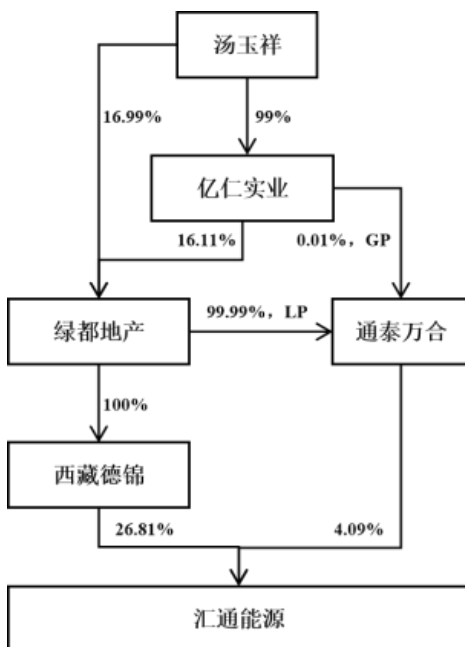 汤玉祥
16.99%
99%
亿仁实业
16.11%
0.01%，GP
绿都地产
99.99%，LP
通泰万合
100%
西藏德锦
26.81%
4.09%
汇通能源